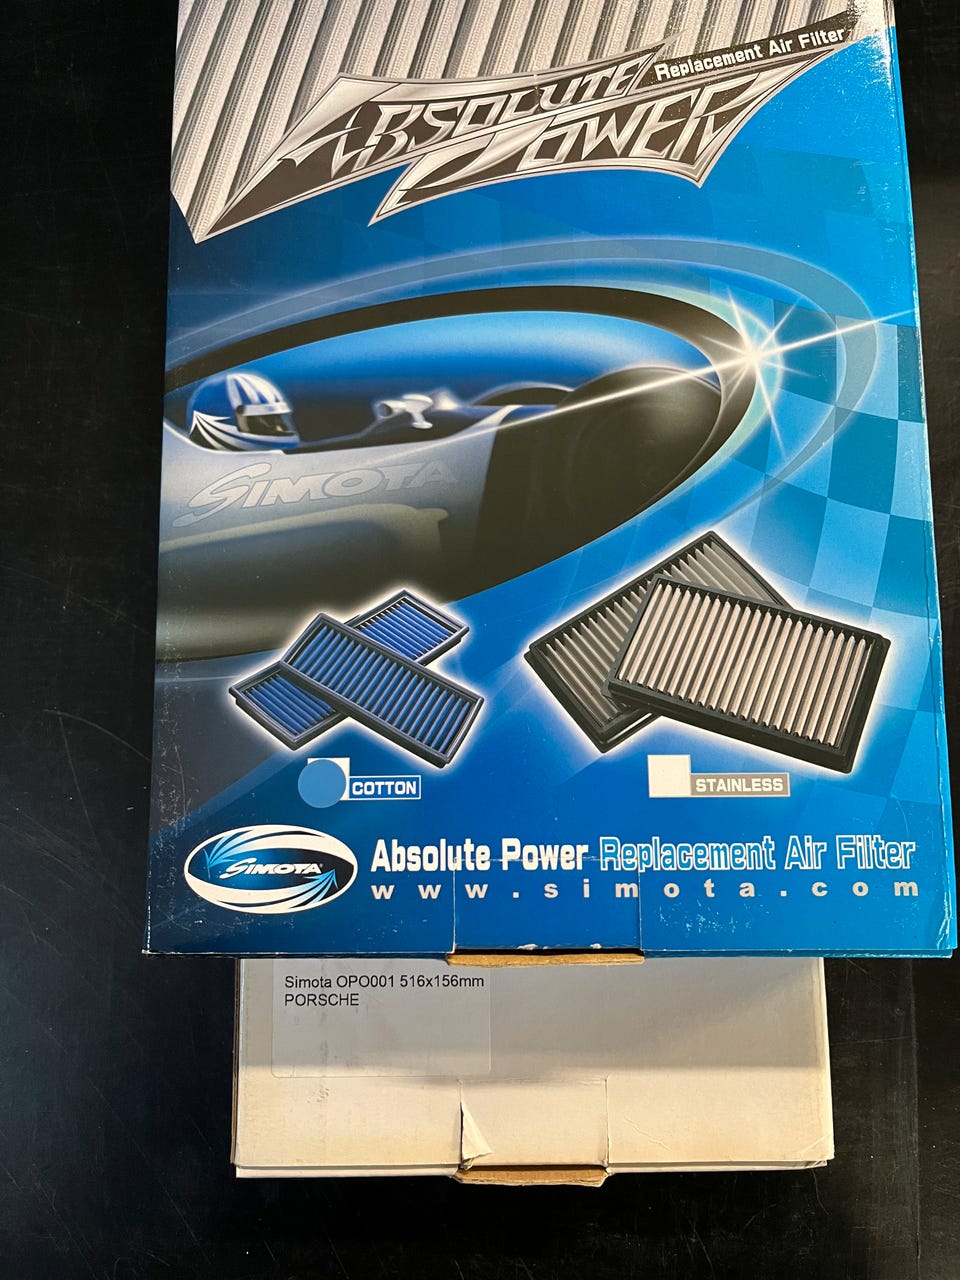 Replacement Air Filter
ABSOLUTE
POWER
SIMOTA
COTTON
STAINLESS
SIMOTA®
Absolute Power Replacement Air Filter
www.simota.com
Simota OPO001 516x156mm
PORSCHE